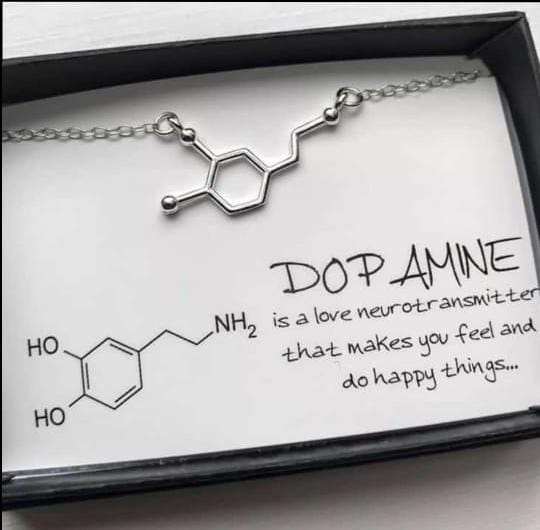 DOPAMINE
is a love neurotransmitter
that makes you feel and
do happy things...
HO
NH₂
HO